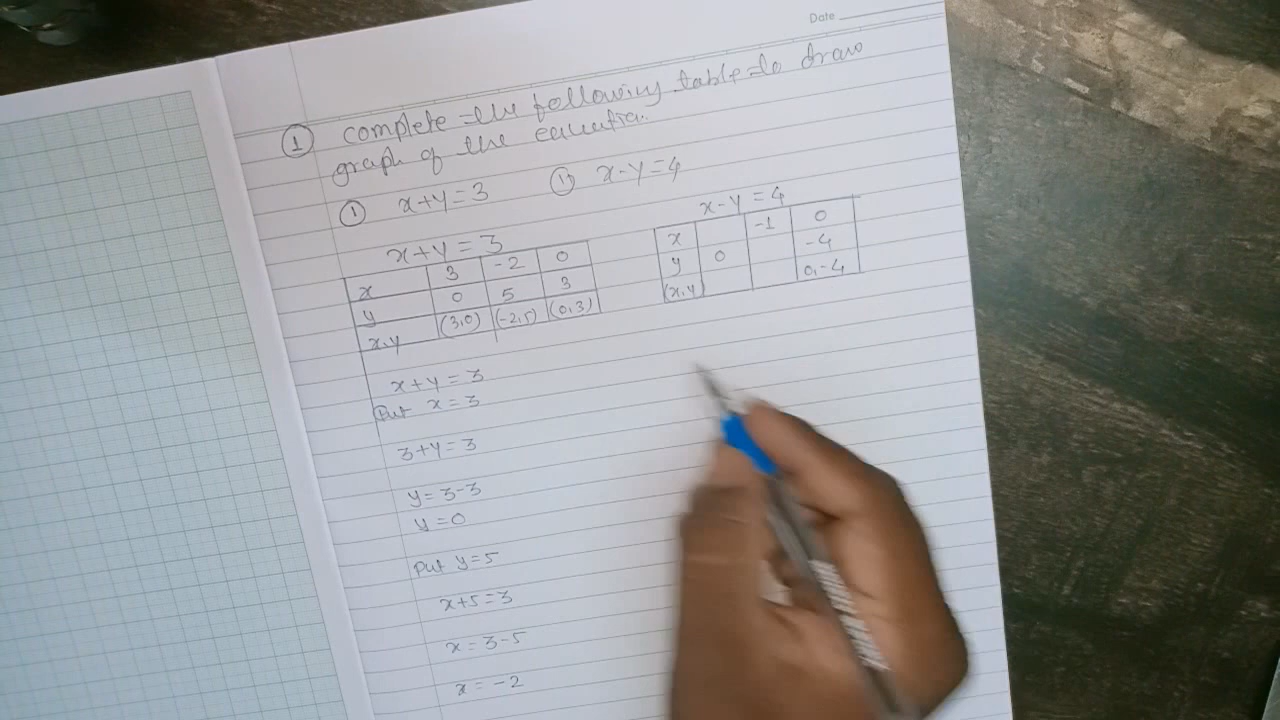 Date
① complete the following table to draw
graph of the equation.
① x+y=3 ⑪ x-y=4
x+y=3
x 3 -2 0
y 0 5 3
x,y (3,0) (-2,5) (0,3)
x-y=4
x -1 0
y 0 -4
(x,y) 0,-4
x+y=3
Put x=3
3+y=3
y=3-3
y=0
Put y=5
x+5=3
x=3-5
x=-2